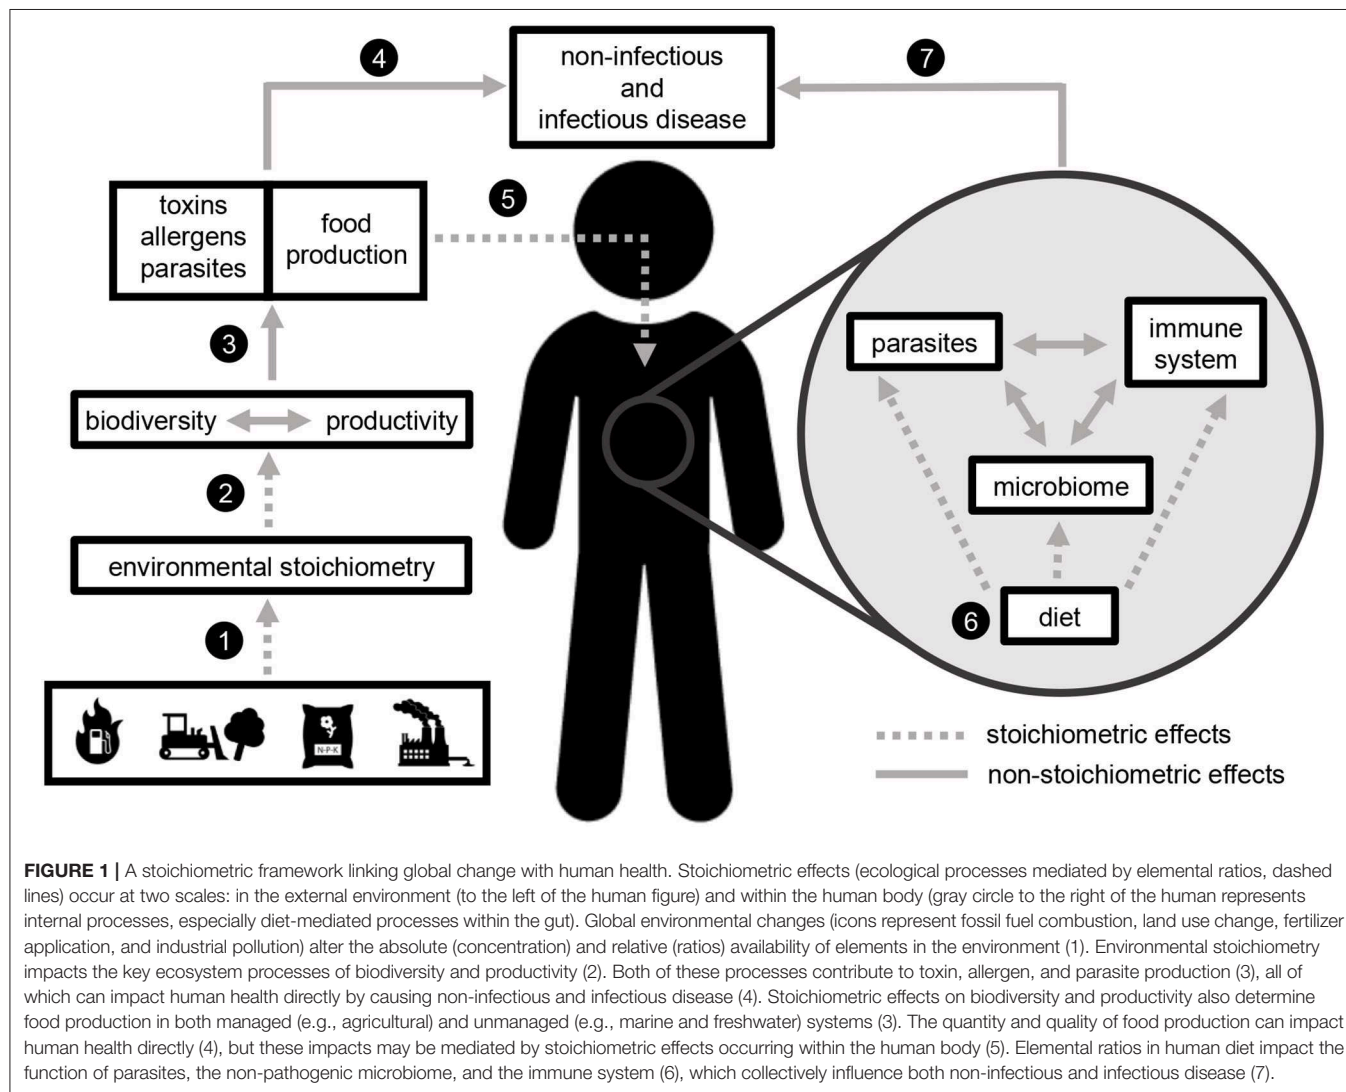 4
non-infectious
and
infectious disease
7
toxins
allergens
parasites
food
production
5
3
biodiversity
productivity
2
environmental stoichiometry
1
N-P-K
parasites
immune
system
microbiome
6
diet
stoichiometric effects
non-stoichiometric effects
FIGURE 1 | A stoichiometric framework linking global change with human health. Stoichiometric effects (ecological processes mediated by elemental ratios, dashed
lines) occur at two scales: in the external environment (to the left of the human figure) and within the human body (gray circle to the right of the human represents
internal processes, especially diet-mediated processes within the gut). Global environmental changes (icons represent fossil fuel combustion, land use change, fertilizer
application, and industrial pollution) alter the absolute (concentration) and relative (ratios) availability of elements in the environment (1). Environmental stoichiometry
impacts the key ecosystem processes of biodiversity and productivity (2). Both of these processes contribute to toxin, allergen, and parasite production (3), all of
which can impact human health directly by causing non-infectious and infectious disease (4). Stoichiometric effects on biodiversity and productivity also determine
food production in both managed (e.g., agricultural) and unmanaged (e.g., marine and freshwater) systems (3). The quantity and quality of food production can impact
human health directly (4), but these impacts may be mediated by stoichiometric effects occurring within the human body (5). Elemental ratios in human diet impact the
function of parasites, the non-pathogenic microbiome, and the immune system (6), which collectively influence both non-infectious and infectious disease (7).